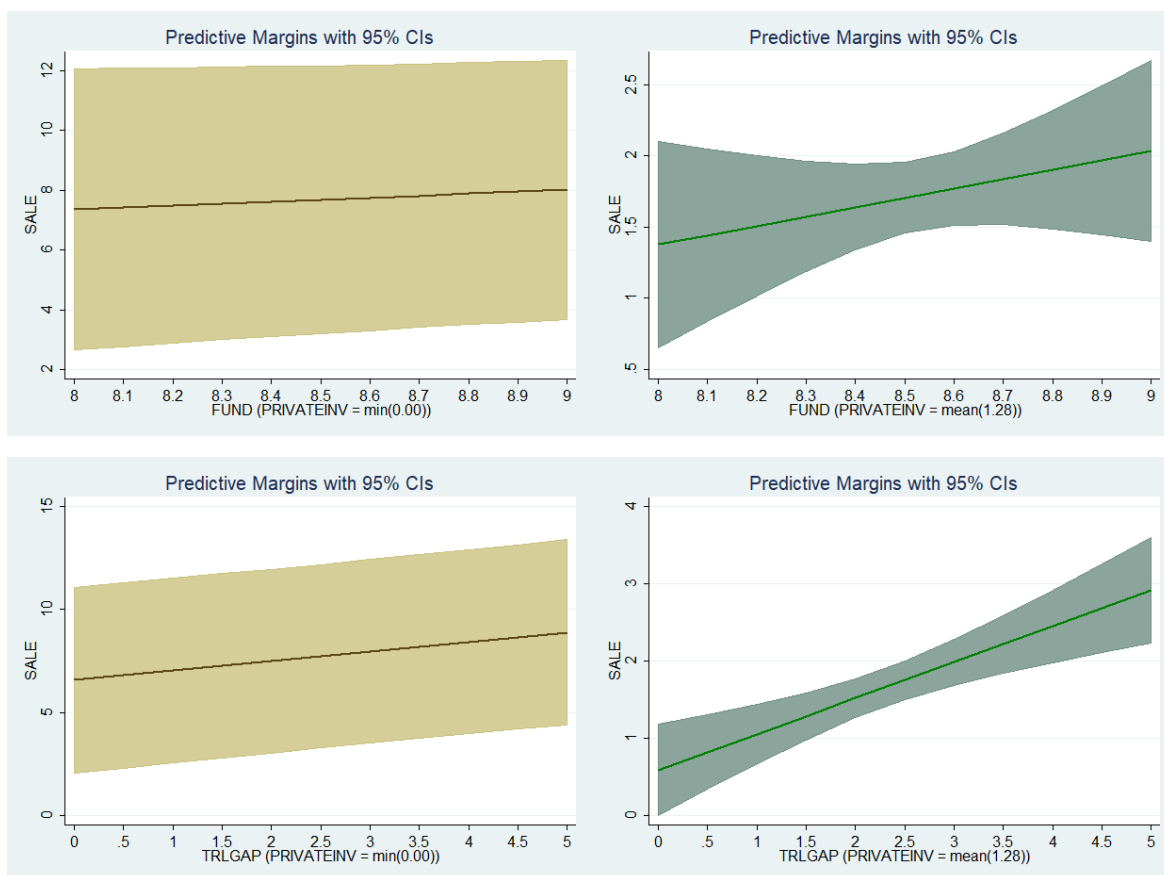 Predictive Margins with 95% CIs
SALE
12
10
8
6
4
2
8 8.1 8.2 8.3 8.4 8.5 8.6 8.7 8.8 8.9 9
FUND (PRIVATEINV = min(0.00))
Predictive Margins with 95% CIs
SALE
2.5
2
1.5
1
.5
8 8.1 8.2 8.3 8.4 8.5 8.6 8.7 8.8 8.9 9
FUND (PRIVATEINV = mean(1.28))
Predictive Margins with 95% CIs
SALE
15
10
5
0
0 .5 1 1.5 2 2.5 3 3.5 4 4.5 5
TRLGAP (PRIVATEINV = min(0.00))
Predictive Margins with 95% CIs
SALE
4
3
2
1
0
0 .5 1 1.5 2 2.5 3 3.5 4 4.5 5
TRLGAP (PRIVATEINV = mean(1.28))